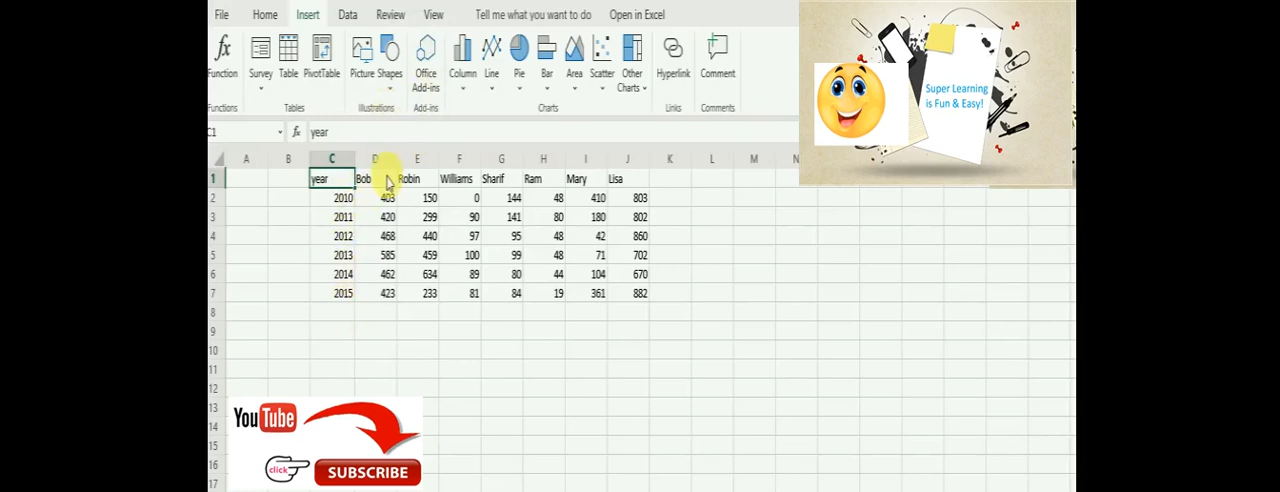 File Home Insert Data Review View Tell me what you want to do Open in Excel
Function Survey Table PivotTable Picture Shapes Office Add-ins Column Line Pie Bar Area Scatter Other Charts Hyperlink Comment
Functions Tables Illustrations Add-ins Charts Links Comments
C1 fx year
A B C D E F G H I J K L M N
1 year Bob Robin Williams Sharif Ram Mary Lisa
2 2010 403 150 0 144 48 410 803
3 2011 420 299 90 141 80 180 802
4 2012 468 440 97 95 48 42 860
5 2013 585 459 100 99 48 71 702
6 2014 462 634 89 80 44 104 670
7 2015 423 233 81 84 19 361 882
8
9
10
11
12
13
14
15
16
17
Super Learning
is Fun & Easy!
YouTube
click SUBSCRIBE